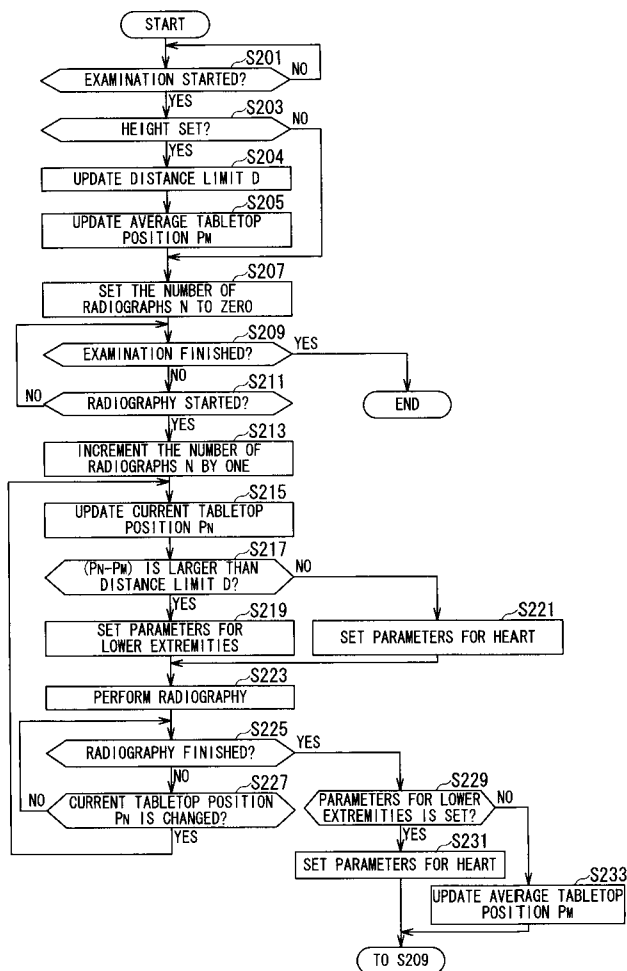 START
S201
EXAMINATION STARTED?
NO
YES
S203
HEIGHT SET?
NO
YES
S204
UPDATE DISTANCE LIMIT D
S205
UPDATE AVERAGE TABLETOP
POSITION PM
S207
SET THE NUMBER OF
RADIOGRAPHS N TO ZERO
S209
EXAMINATION FINISHED?
YES
NO
END
S211
NO
RADIOGRAPHY STARTED?
YES
S213
INCREMENT THE NUMBER OF
RADIOGRAPHS N BY ONE
S215
UPDATE CURRENT TABLETOP
POSITION PN
S217
(PN-PM) IS LARGER THAN
DISTANCE LIMIT D?
NO
YES
S219
SET PARAMETERS FOR
LOWER EXTREMITIES
S221
SET PARAMETERS FOR HEART
S223
PERFORM RADIOGRAPHY
S225
RADIOGRAPHY FINISHED?
YES
NO
S227
NO
CURRENT TABLETOP POSITION
PN IS CHANGED?
YES
S229
PARAMETERS FOR LOWER
EXTREMITIES IS SET?
NO
YES
S231
SET PARAMETERS FOR HEART
S233
UPDATE AVERAGE TABLETOP
POSITION PM
TO S209